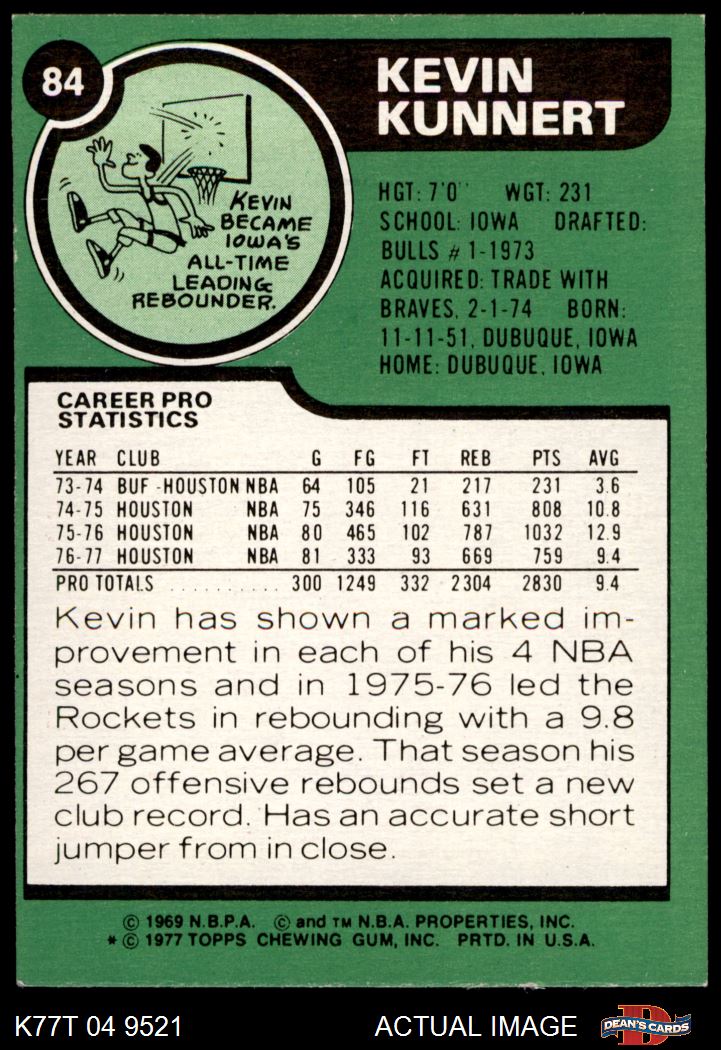 84
KEVIN
KUNNERT
KEVIN
BECAME
IOWA'S
ALL-TIME
LEADING
REBOUNDER.
HGT: 7'0" WGT: 231
SCHOOL: IOWA DRAFTED:
BULLS # 1-1973
ACQUIRED: TRADE WITH
BRAVES, 2-1-74 BORN:
11-11-51, DUBUQUE, IOWA
HOME: DUBUQUE, IOWA
CAREER PRO
STATISTICS
YEAR CLUB G FG FT REB PTS AVG
73-74 BUF-HOUSTON NBA 64 105 21 217 231 3.6
74-75 HOUSTON NBA 75 346 116 631 808 10.8
75-76 HOUSTON NBA 80 465 102 787 1032 12.9
76-77 HOUSTON NBA 81 333 93 669 759 9.4
PRO TOTALS . . . . . . . . . . . 300 1249 332 2304 2830 9.4
Kevin has shown a marked im-
provement in each of his 4 NBA
seasons and in 1975-76 led the
Rockets in rebounding with a 9.8
per game average. That season his
267 offensive rebounds set a new
club record. Has an accurate short
jumper from in close.
© 1969 N.B.P.A. © and TM N.B.A. PROPERTIES, INC.
* © 1977 TOPPS CHEWING GUM, INC. PRTD. IN U.S.A.
K77T 04 9521 ACTUAL IMAGE D DEAN'S CARDS